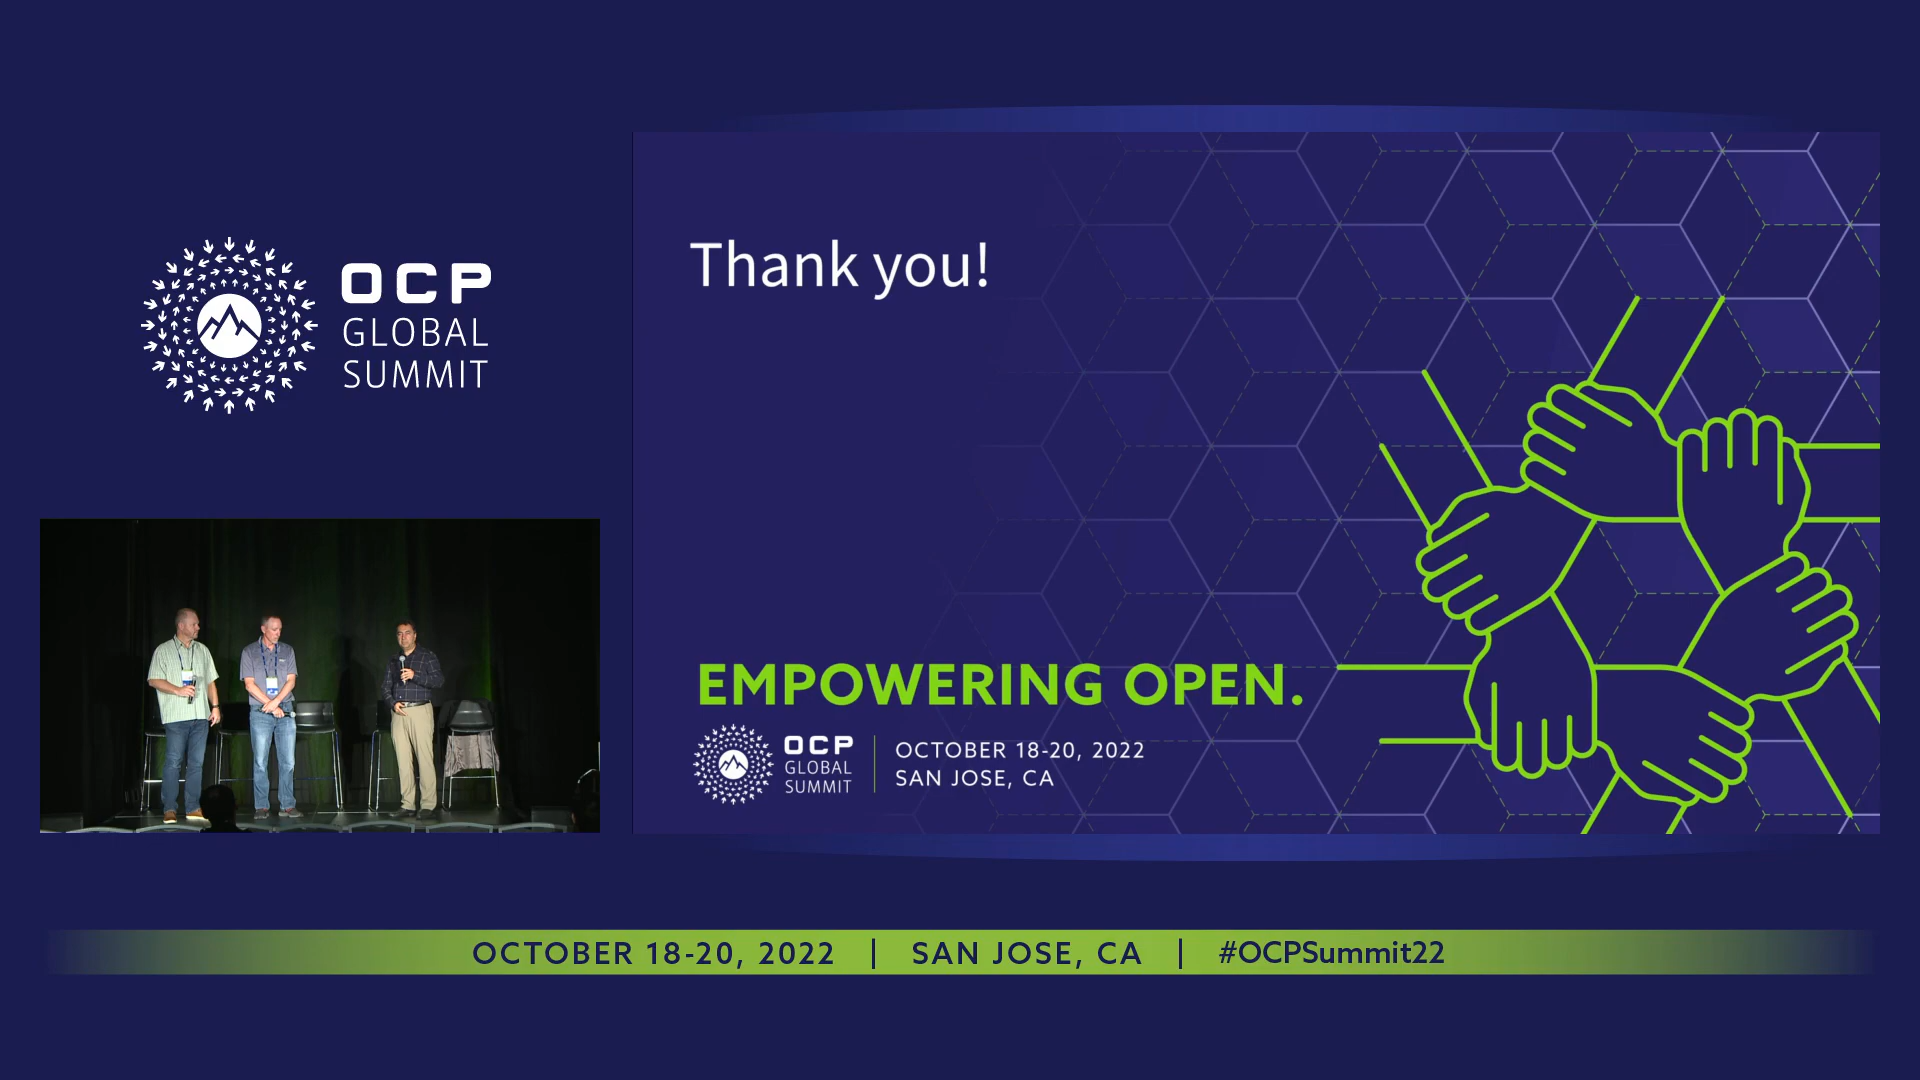 OCP
GLOBAL
SUMMIT
Thank you!
EMPOWERING OPEN.
OCP
GLOBAL
SUMMIT
OCTOBER 18-20, 2022
SAN JOSE, CA
OCTOBER 18-20, 2022 | SAN JOSE, CA | #OCPSummit22